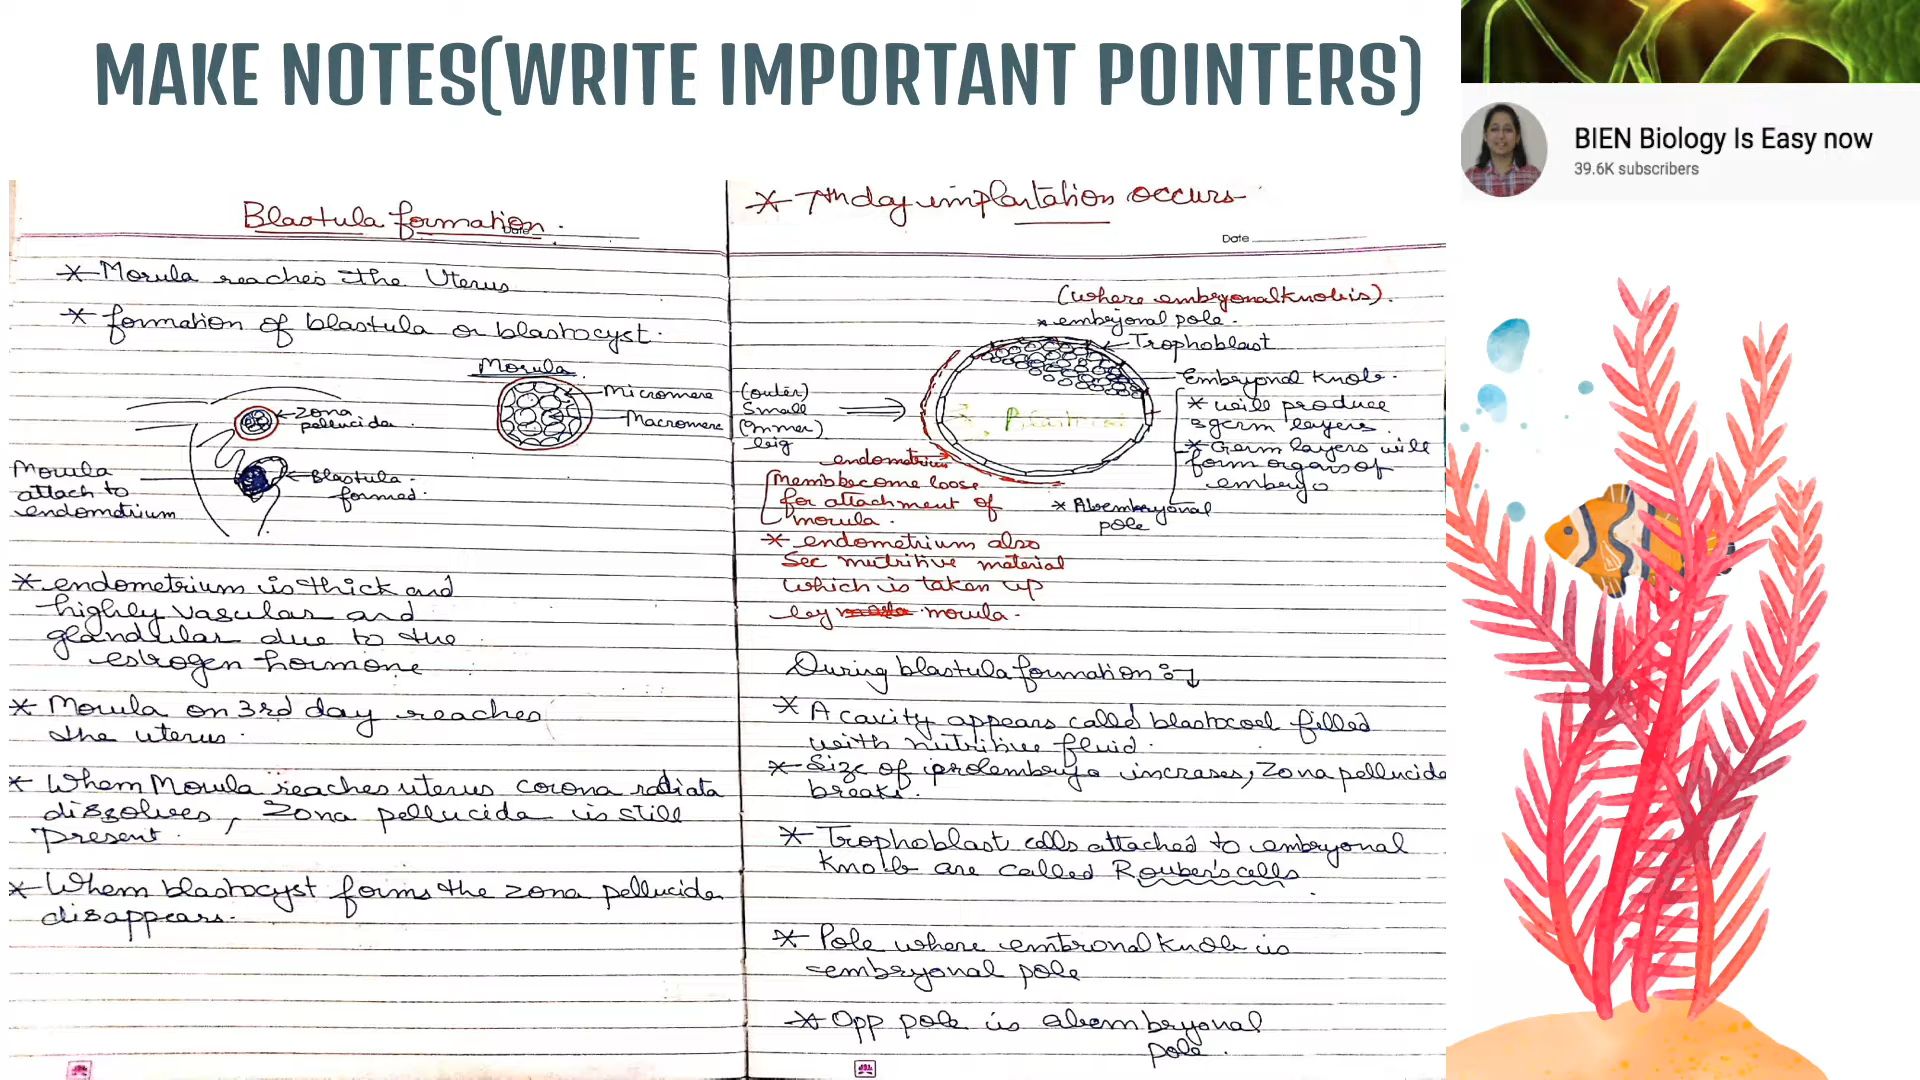 MAKE NOTES(WRITE IMPORTANT POINTERS)
BIEN Biology Is Easy now
39.6K subscribers
Blastula formation.
Date
* Morula reaches the Uterus
* formation of blastula or blastocyst.
Morula
Micromere
Macromere
Zona
pellucida
Morula
attach to
endometrium
Blastula
formed.
* endometrium is thick and
highly vascular and
glandular due to the
estrogen hormone
* Morula on 3rd day reaches
the uterus.
* When Morula reaches uterus corona radiata
dissolves, Zona pellucida is still
Present.
* When blastocyst forms the zona pellucida
disappears.
* 7th day implantation occurs
Date
(where embryonal knob is).
* embryonal pole.
Trophoblast
(outer)
Small
(Inner)
big
Embryonal Knob.
* will produce
3 germ layers.
* Germ layers will
form organs of
embryo
endometrium
Memb become loose
for attachment of
morula.
* Abembryonal
pole
* endometrium also
Sec nutritive material
which is taken up
by morula.
During blastula formation :↓
* A cavity appears called blastocoel filled
with nutritive fluid.
* Size of proembryo increses, Zona pellucida
breaks.
* Trophoblast cells attached to embryonal
Knob are called Rouber's cells
* Pole where embronal Knob is
embryonal pole
* Opp pole is abembryonal
pole.